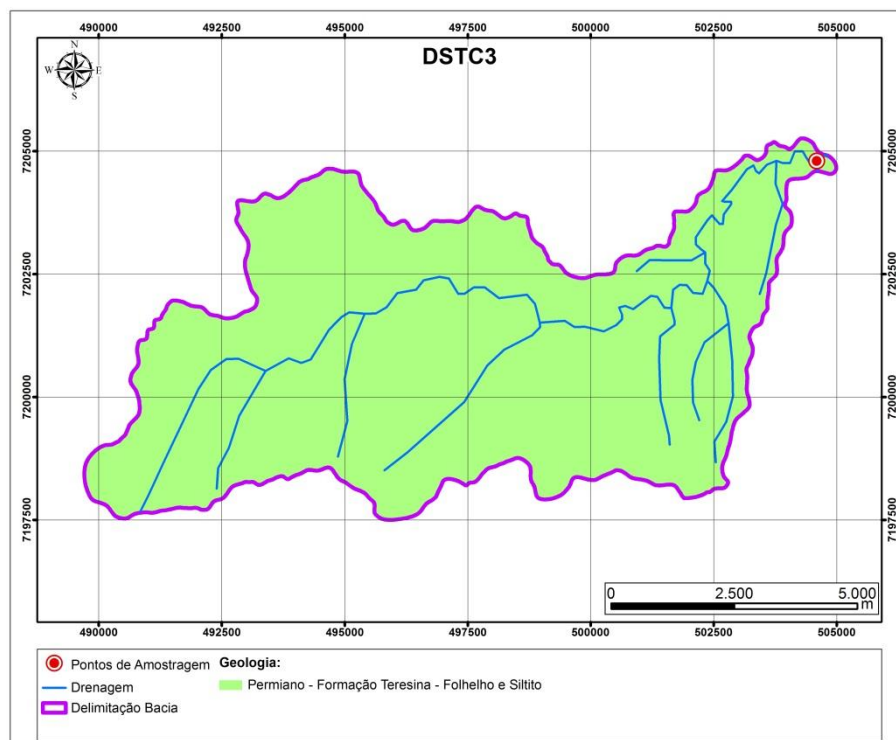 490000 492500 495000 497500 500000 502500 505000
DSTC3
N
W E
S
7205000 7205000
7202500 7202500
7200000 7200000
7197500 7197500
0 2.500 5.000
m
490000 492500 495000 497500 500000 502500 505000
Pontos de Amostragem Geologia:
Drenagem Permiano - Formação Teresina - Folhelho e Siltito
Delimitação Bacia